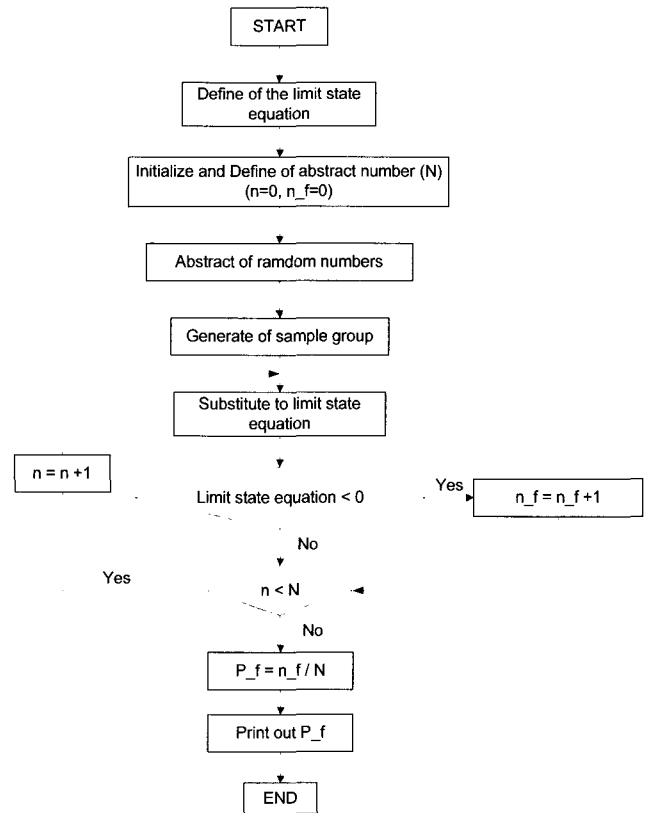 START
Define of the limit state
equation
Initialize and Define of abstract number (N)
(n=0, n_f=0)
Abstract of ramdom numbers
Generate of sample group
Substitute to limit state
equation
n = n +1
Limit state equation < 0
Yes
n_f = n_f +1
No
Yes
n < N
No
P_f = n_f / N
Print out P_f
END